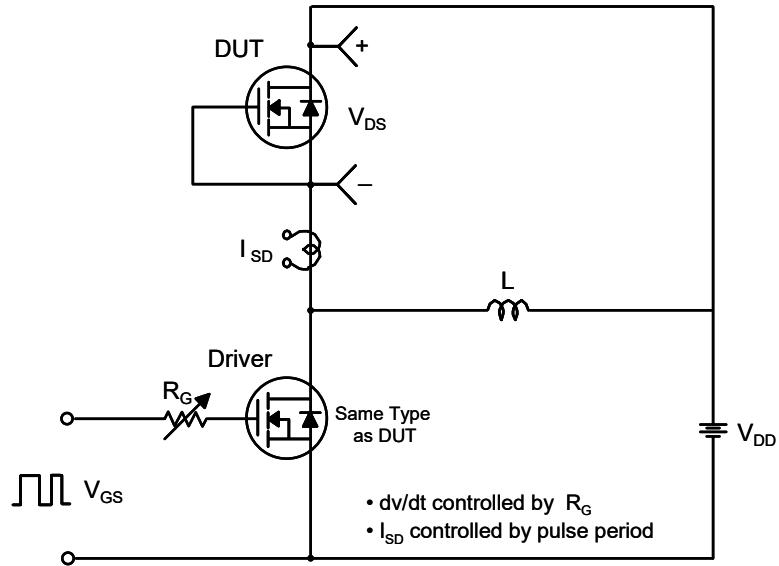 DUT
+
V_DS
–
I_SD
L
Driver
R_G
Same Type
as DUT
V_DD
V_GS
• dv/dt controlled by R_G
• I_SD controlled by pulse period